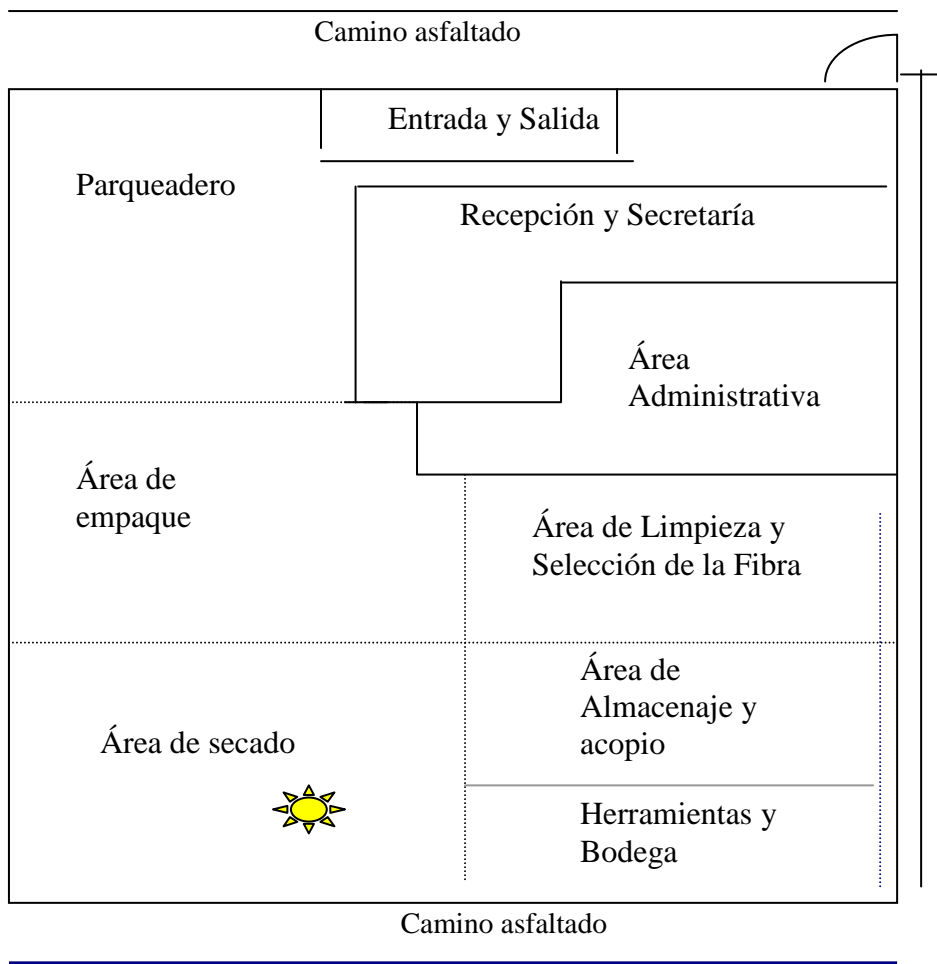 Camino asfaltado
Entrada y Salida
Parqueadero
Recepción y Secretaría
Área
Administrativa
Área de
empaque
Área de Limpieza y
Selección de la Fibra
Área de
Almacenaje y
acopio
Área de secado
Herramientas y
Bodega
Camino asfaltado